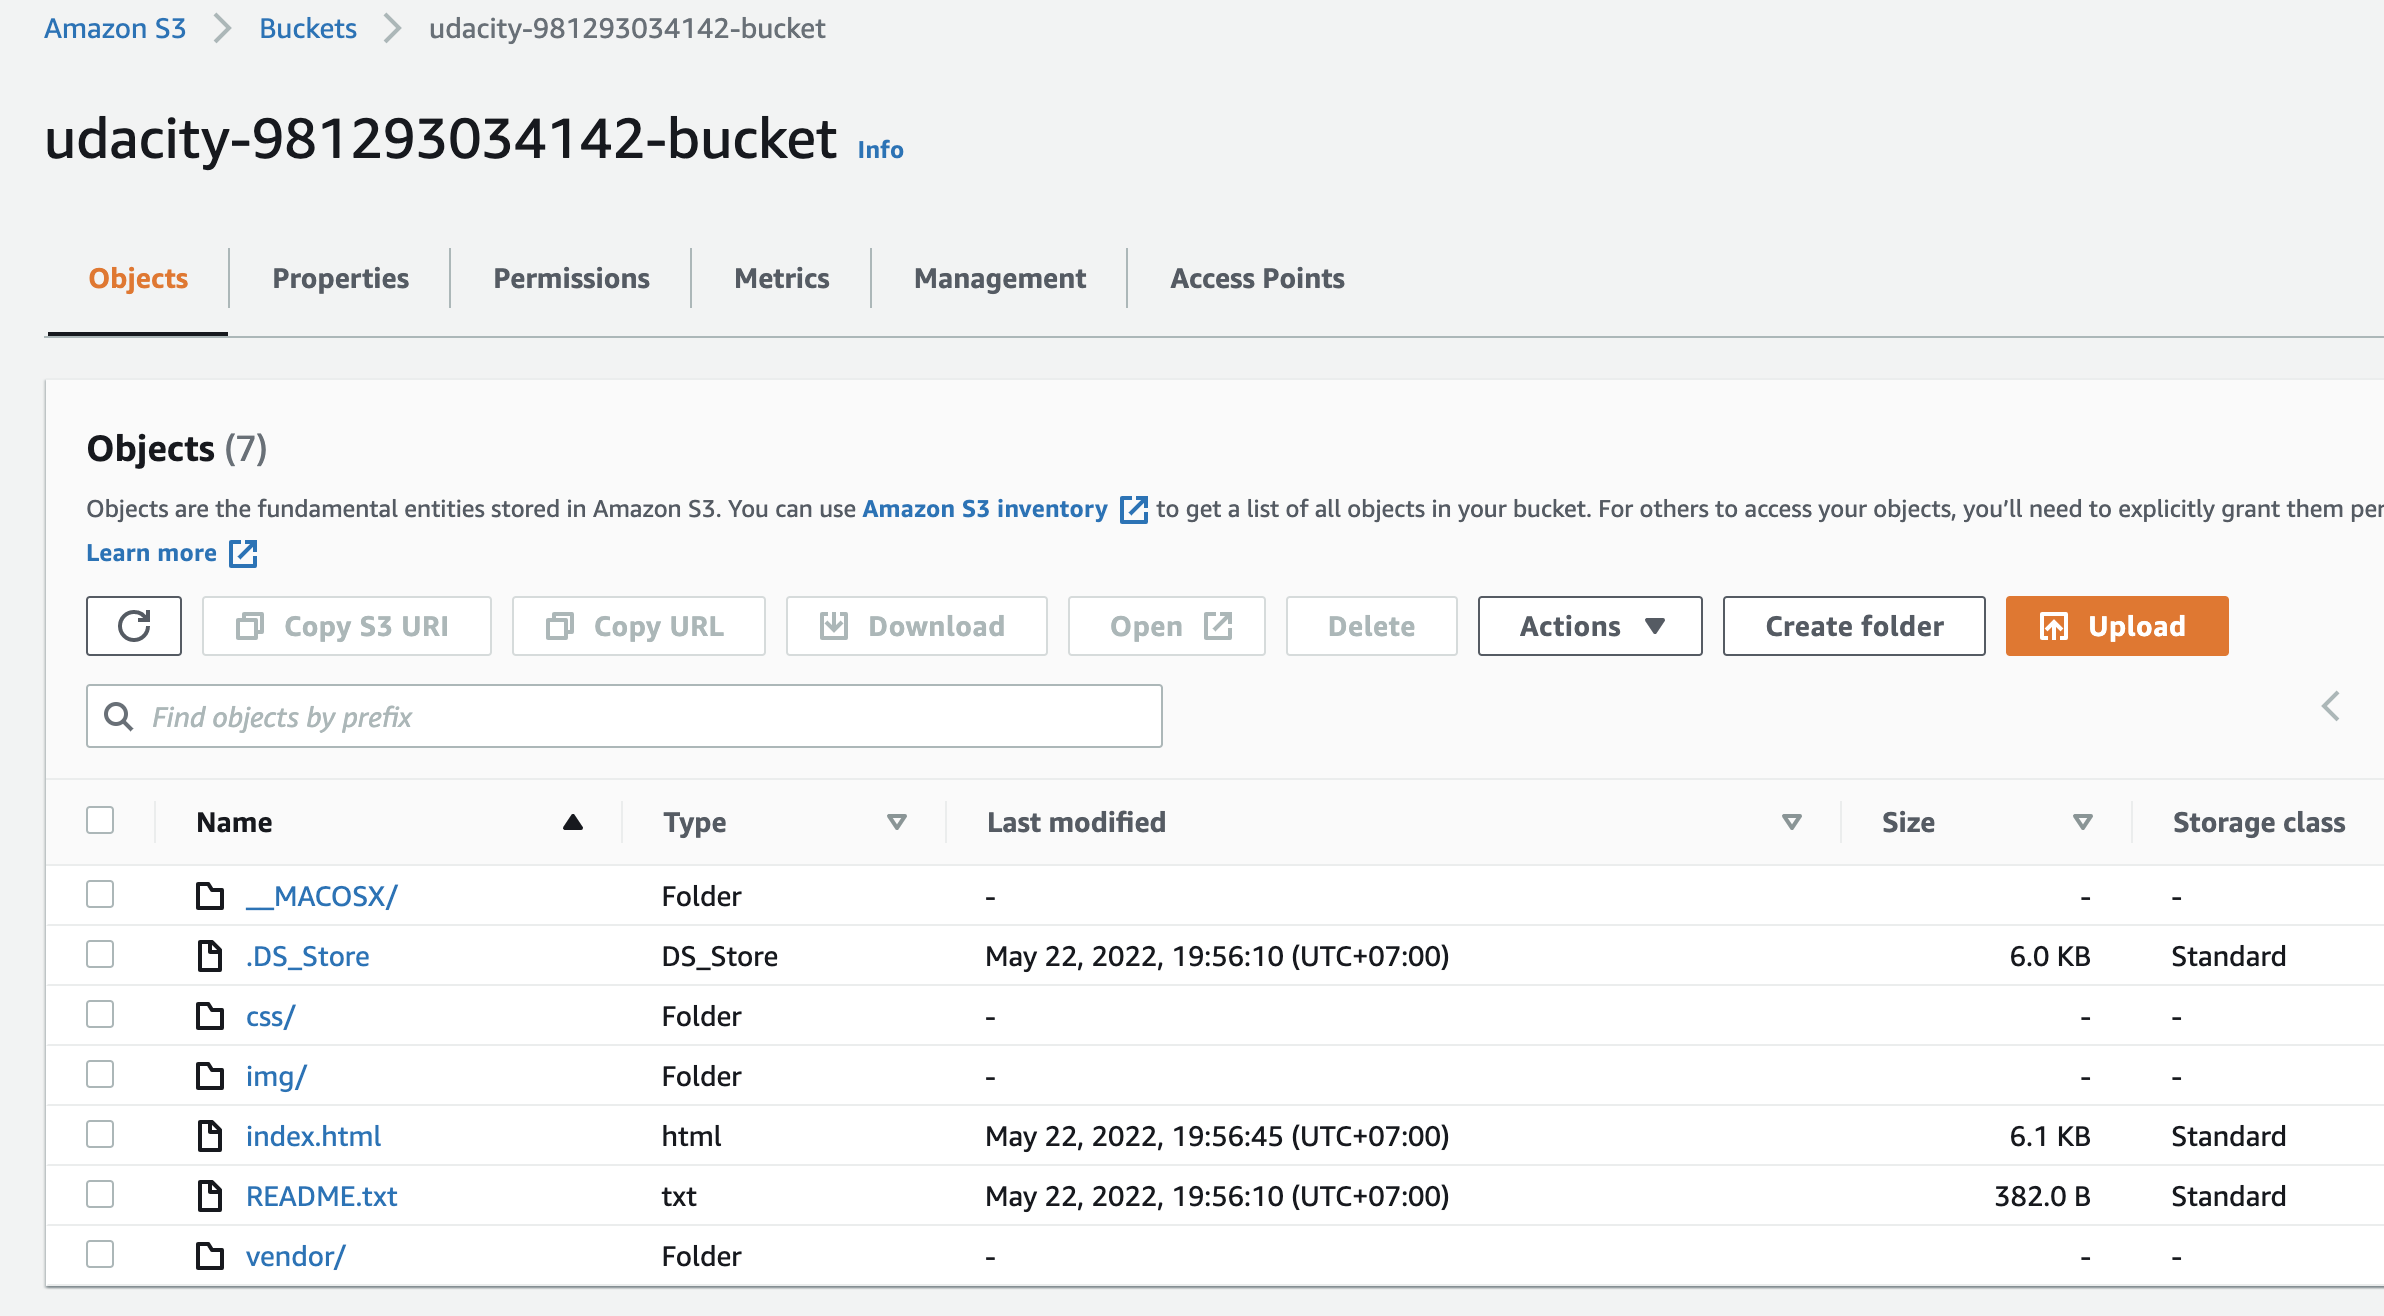 Amazon S3 Buckets udacity-981293034142-bucket
udacity-981293034142-bucket Info
Objects Properties Permissions Metrics Management Access Points
Objects (7)
Objects are the fundamental entities stored in Amazon S3. You can use Amazon S3 inventory to get a list of all objects in your bucket. For others to access your objects, you’ll need to explicitly grant them per
Learn more
Copy S3 URI Copy URL Download Open Delete Actions Create folder Upload
Find objects by prefix
Name Type Last modified Size Storage class
__MACOSX/ Folder - - -
.DS_Store DS_Store May 22, 2022, 19:56:10 (UTC+07:00) 6.0 KB Standard
css/ Folder - - -
img/ Folder - - -
index.html html May 22, 2022, 19:56:45 (UTC+07:00) 6.1 KB Standard
README.txt txt May 22, 2022, 19:56:10 (UTC+07:00) 382.0 B Standard
vendor/ Folder - - -